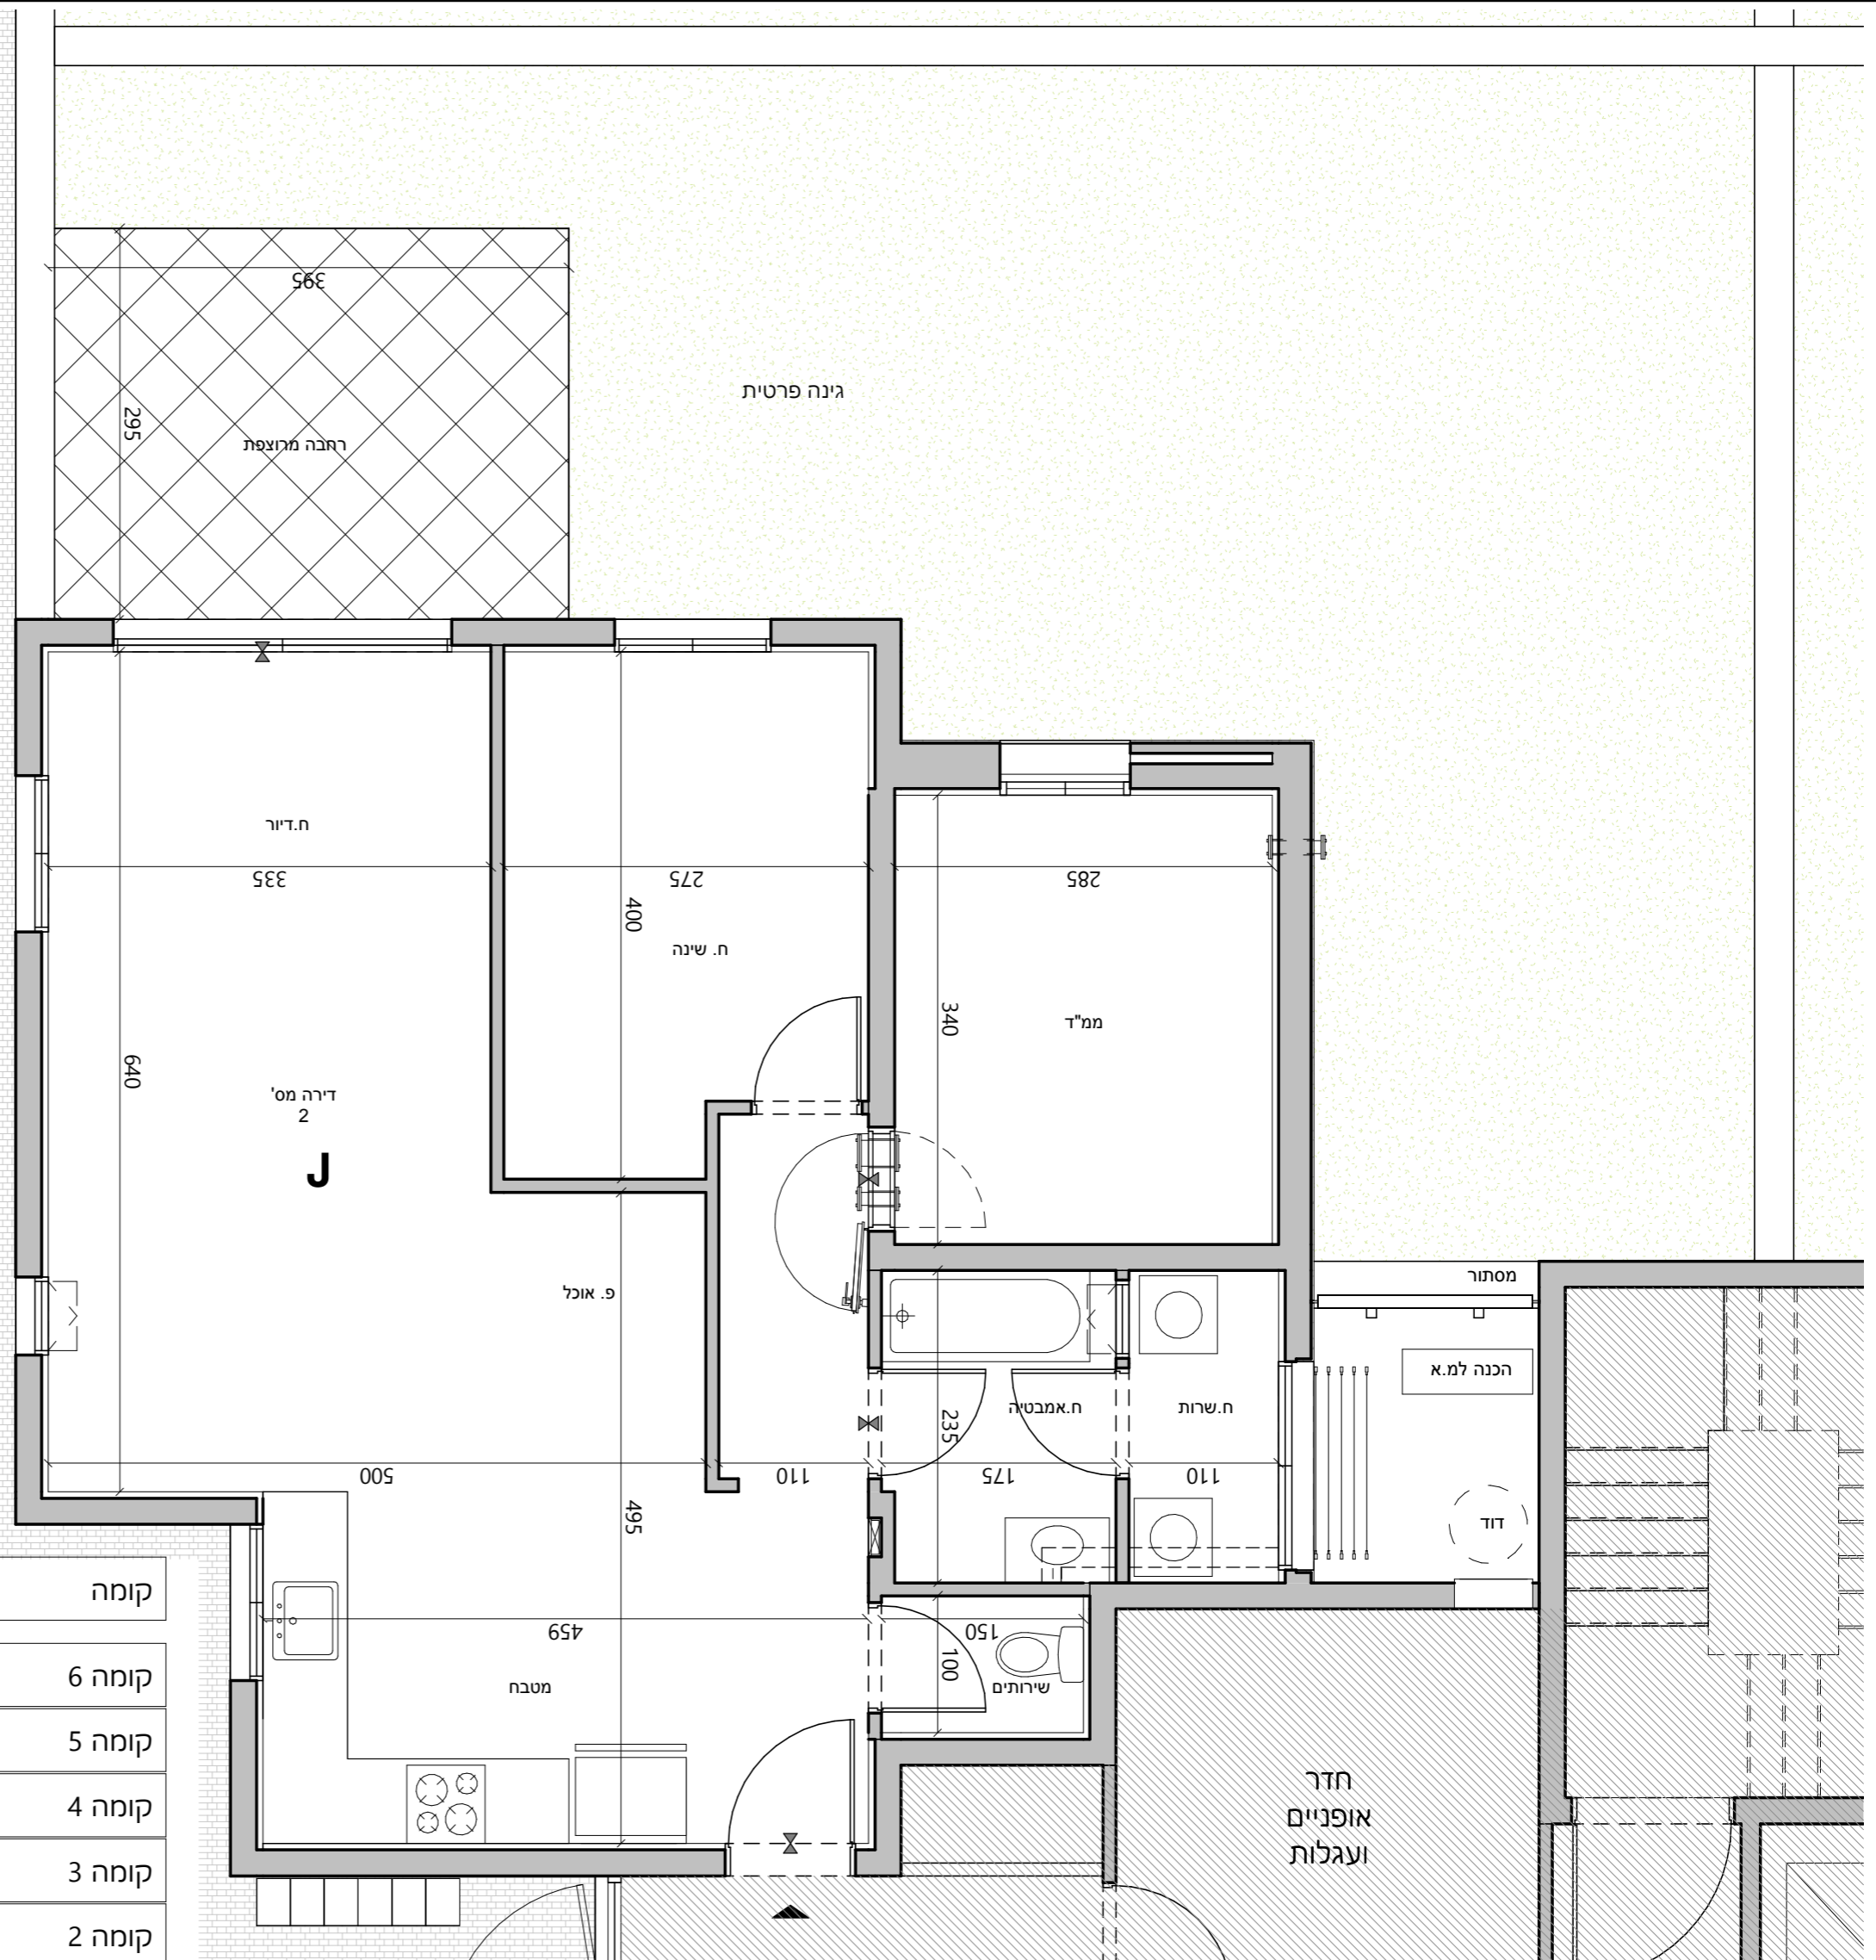 395
גינה פרטית
295
רחבה מרוצפת
ח.דיור
335
275
285
400
ח. שינה
340
ממ"ד
640
דירה מס'
2
J
פ. אוכל
מסתור
הכנה למ.א
ח.אמבטיה
ח.שרות
235
500
110
175
110
495
דוד
459
150
100
מטבח
שירותים
קומה
קומה 6
קומה 5
קומה 4
קומה 3
קומה 2
חדר
אופניים
ועגלות